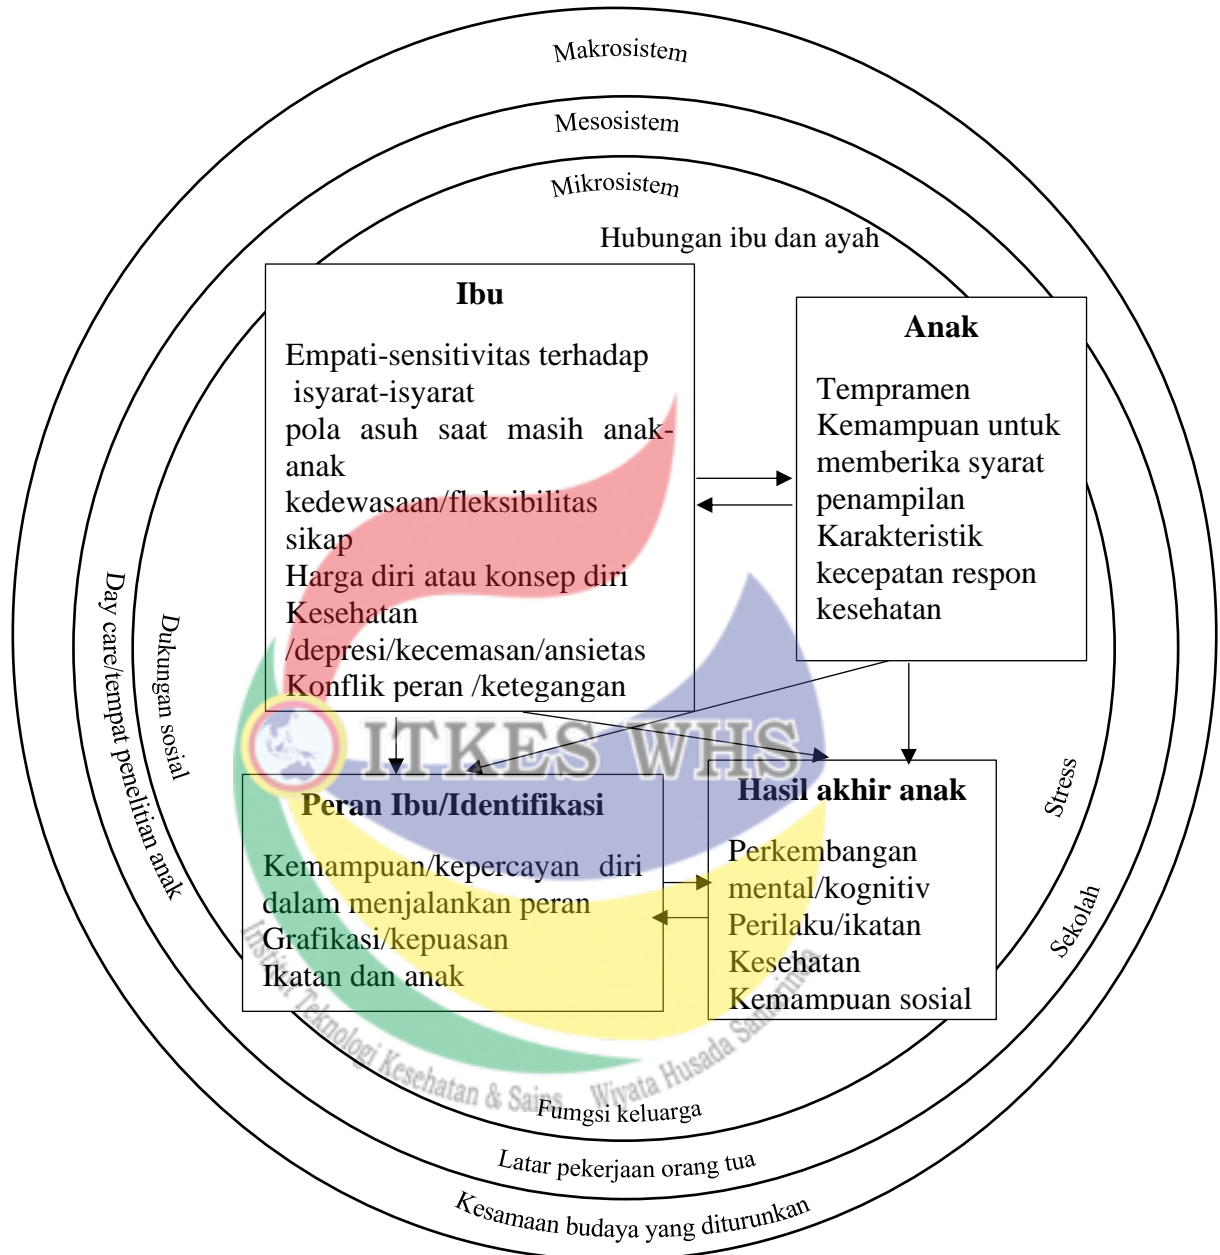 Makrosistem
Mesosistem
Mikrosistem
Hubungan ibu dan ayah
Ibu
Empati-sensitivitas terhadap
isyarat-isyarat
pola asuh saat masih anak-
anak
kedewasaan/fleksibilitas
sikap
Harga diri atau konsep diri
Kesehatan
/depresi/kecemasan/ansietas
Konflik peran /ketegangan
Anak
Tempramen
Kemampuan untuk
memberika syarat
penampilan
Karakteristik
kecepatan respon
kesehatan
Day care/tempat penelitian anak
Dukungan sosial
ITKES WHS
Peran Ibu/Identifikasi
Kemampuan/kepercayan diri
dalam menjalankan peran
Grafikasi/kepuasan
Ikatan dan anak
Hasil akhir anak
Perkembangan
mental/kognitiv
Perilaku/ikatan
Kesehatan
Kemampuan sosial
Stress
Sekolah
Institut Teknologi Kesehatan & Sains Wiyata Husada Samarinda
Fumgsi keluarga
Latar pekerjaan orang tua
Kesamaan budaya yang diturunkan